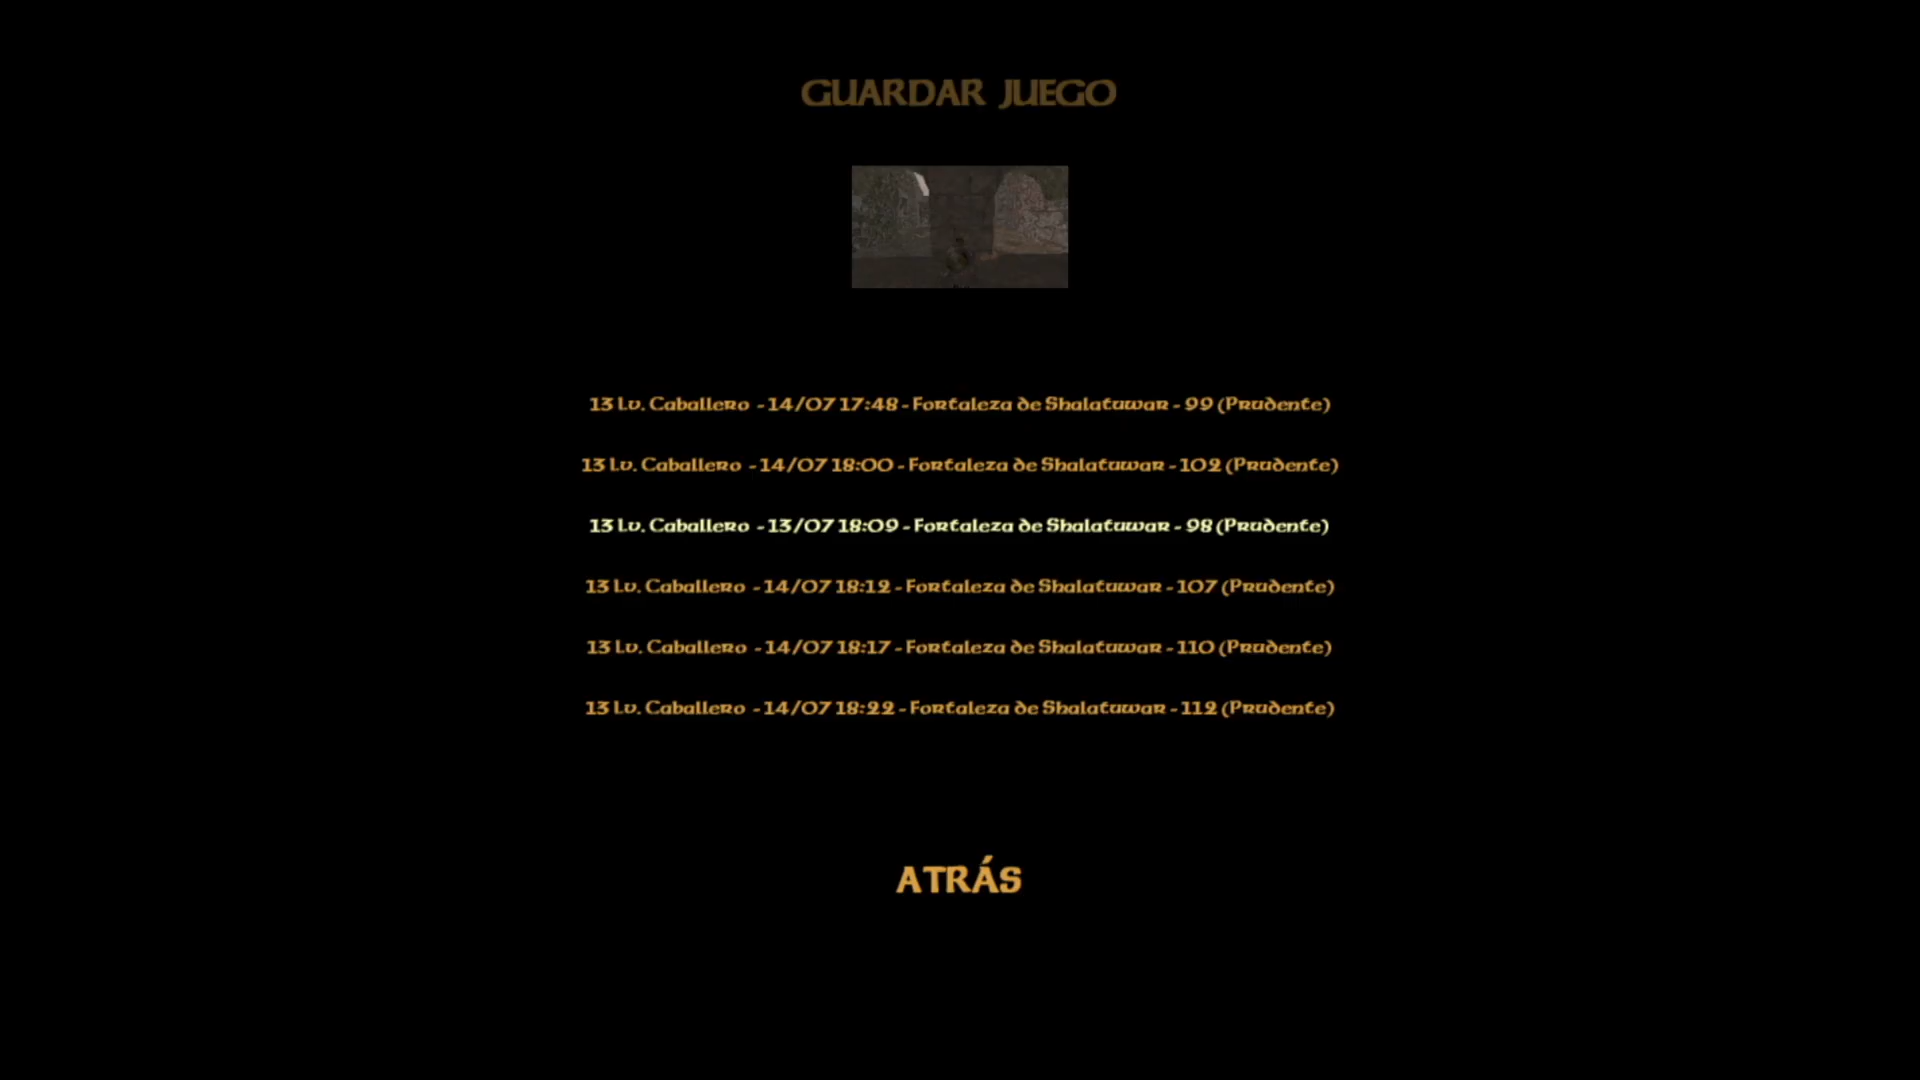 GUARDAR JUEGO
13 Lv. Caballero - 14/07 17:48 - Fortaleza de Shalatuwar - 99 (Prudente)
13 Lv. Caballero - 14/07 18:00 - Fortaleza de Shalatuwar - 102 (Prudente)
13 Lv. Caballero - 13/07 18:09 - Fortaleza de Shalatuwar - 98 (Prudente)
13 Lv. Caballero - 14/07 18:12 - Fortaleza de Shalatuwar - 107 (Prudente)
13 Lv. Caballero - 14/07 18:17 - Fortaleza de Shalatuwar - 110 (Prudente)
13 Lv. Caballero - 14/07 18:22 - Fortaleza de Shalatuwar - 112 (Prudente)
ATRÁS